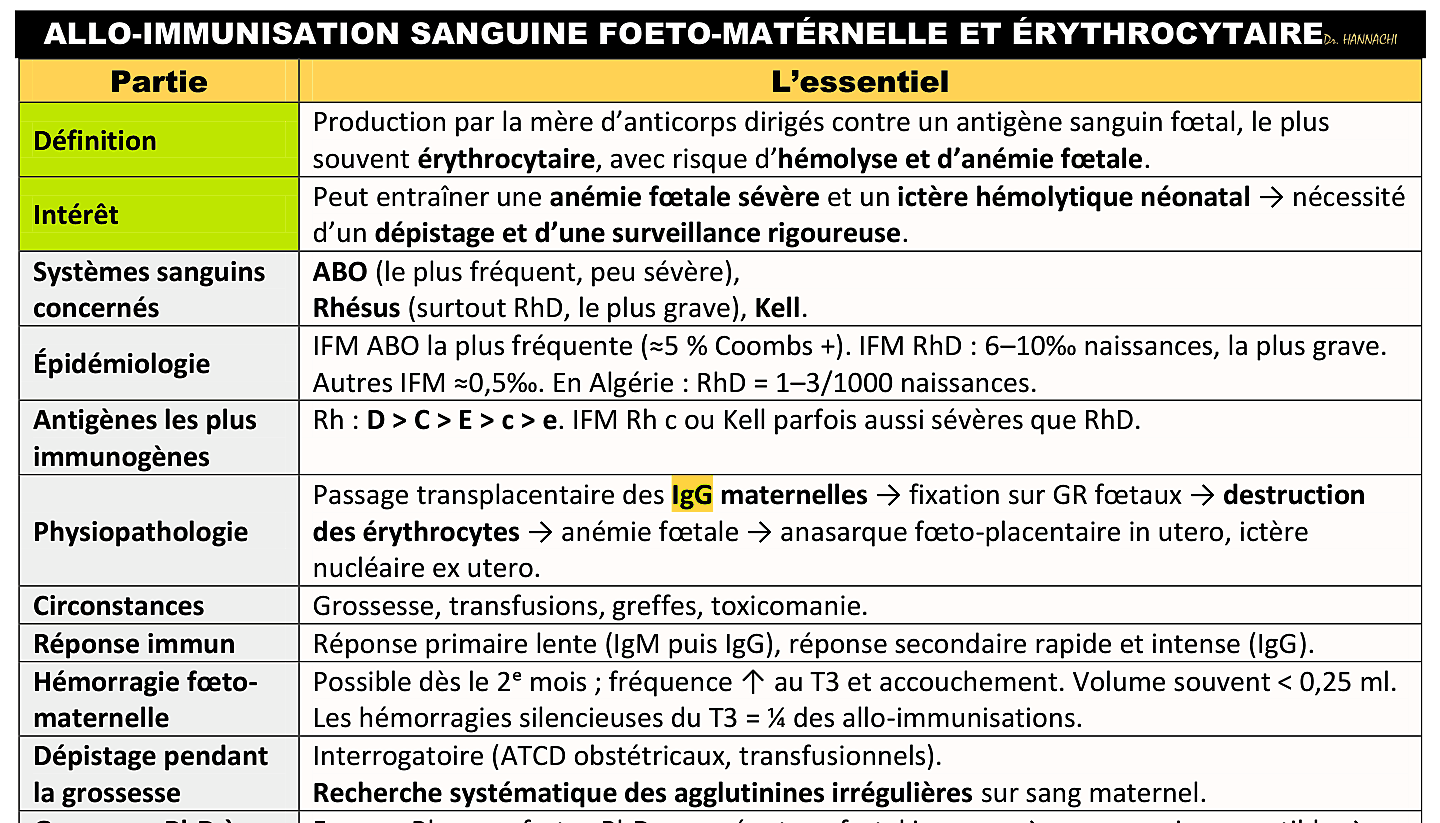 ALLO-IMMUNISATION SANGUINE FOETO-MATÉRNELLE ET ÉRYTHROCYTAIRE Dr. HANNACHI
Partie L’essentiel
Définition
Production par la mère d’anticorps dirigés contre un antigène sanguin fœtal, le plus
souvent érythrocytaire, avec risque d’hémolyse et d’anémie fœtale.
Intérêt
Peut entraîner une anémie fœtale sévère et un ictère hémolytique néonatal → nécessité
d’un dépistage et d’une surveillance rigoureuse.
Systèmes sanguins
concernés
ABO (le plus fréquent, peu sévère),
Rhésus (surtout RhD, le plus grave), Kell.
Épidémiologie
IFM ABO la plus fréquente (≈5 % Coombs +). IFM RhD : 6–10‰ naissances, la plus grave.
Autres IFM ≈0,5‰. En Algérie : RhD = 1–3/1000 naissances.
Antigènes les plus
immunogènes
Rh : D > C > E > c > e. IFM Rh c ou Kell parfois aussi sévères que RhD.
Physiopathologie
Passage transplacentaire des IgG maternelles → fixation sur GR fœtaux → destruction
des érythrocytes → anémie fœtale → anasarque fœto-placentaire in utero, ictère
nucléaire ex utero.
Circonstances
Grossesse, transfusions, greffes, toxicomanie.
Réponse immun
Réponse primaire lente (IgM puis IgG), réponse secondaire rapide et intense (IgG).
Hémorragie fœto-
maternelle
Possible dès le 2ᵉ mois ; fréquence ↑ au T3 et accouchement. Volume souvent < 0,25 ml.
Les hémorragies silencieuses du T3 = ¼ des allo-immunisations.
Dépistage pendant
la grossesse
Interrogatoire (ATCD obstétricaux, transfusionnels).
Recherche systématique des agglutinines irrégulières sur sang maternel.